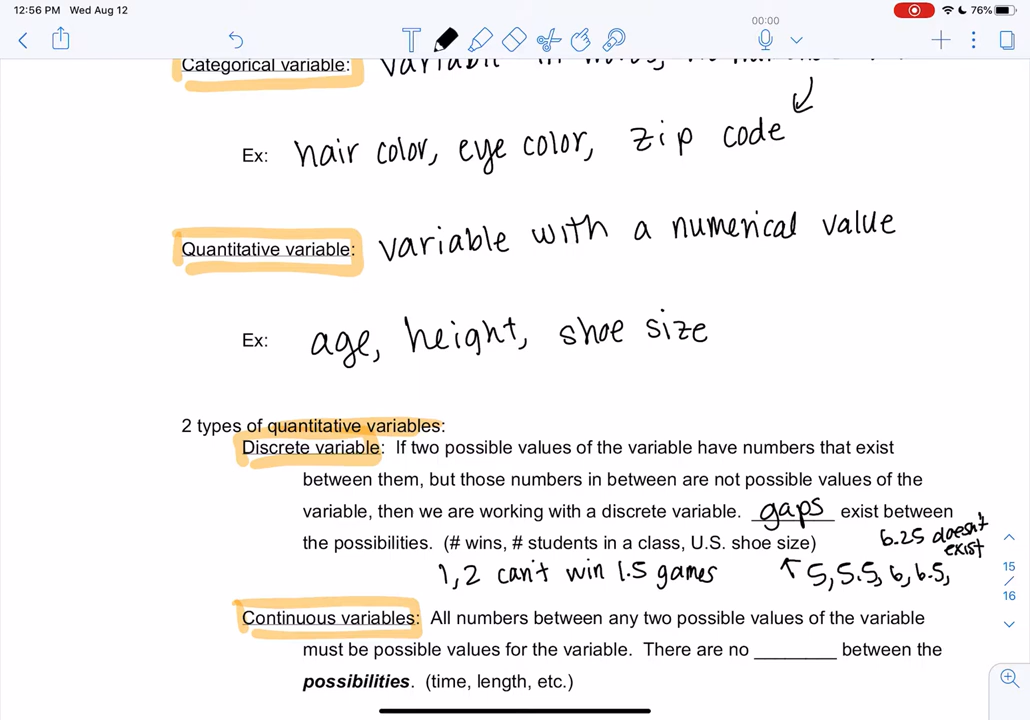 12:56 PM Wed Aug 12
00:00
76%
Categorical variable: variable in words,
Ex: hair color, eye color, zip code
Quantitative variable: variable with a numerical value
Ex: age, height, shoe size
2 types of quantitative variables:
Discrete variable: If two possible values of the variable have numbers that exist
between them, but those numbers in between are not possible values of the
variable, then we are working with a discrete variable. gaps exist between
the possibilities. (# wins, # students in a class, U.S. shoe size)
6.25 doesn't
exist
1, 2 can't win 1.5 games
5, 5.5, 6, 6.5,
15
/
16
Continuous variables: All numbers between any two possible values of the variable
must be possible values for the variable. There are no ________ between the
possibilities. (time, length, etc.)